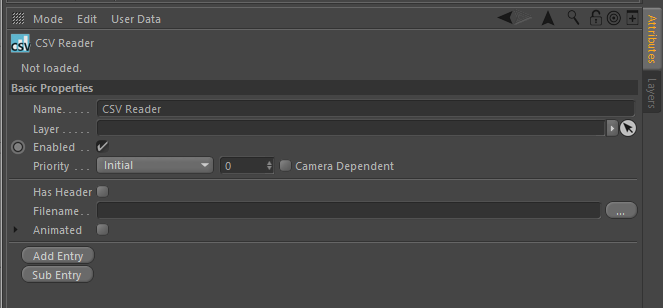 Mode Edit User Data
CSV CSV Reader
Not loaded.
Basic Properties
Name. . . . . CSV Reader
Layer . . . . .
Enabled . .
Priority . . . Initial 0 Camera Dependent
Has Header
Filename. . ...
Animated
Add Entry
Sub Entry
Attributes
Layers